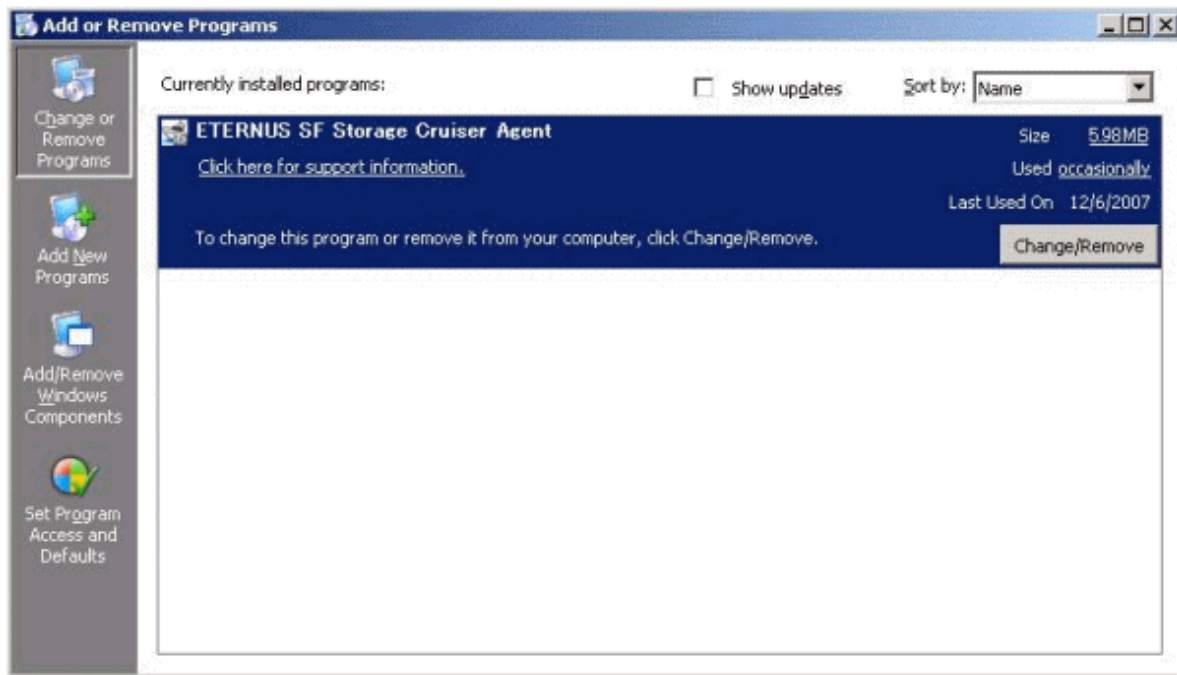 Add or Remove Programs
Change or
Remove
Programs
Add New
Programs
Add/Remove
Windows
Components
Set Program
Access and
Defaults
Currently installed programs:
Show updates
Sort by: Name
ETERNUS SF Storage Cruiser Agent
Size 5.98MB
Click here for support information.
Used occasionally
Last Used On 12/6/2007
To change this program or remove it from your computer, click Change/Remove.
Change/Remove